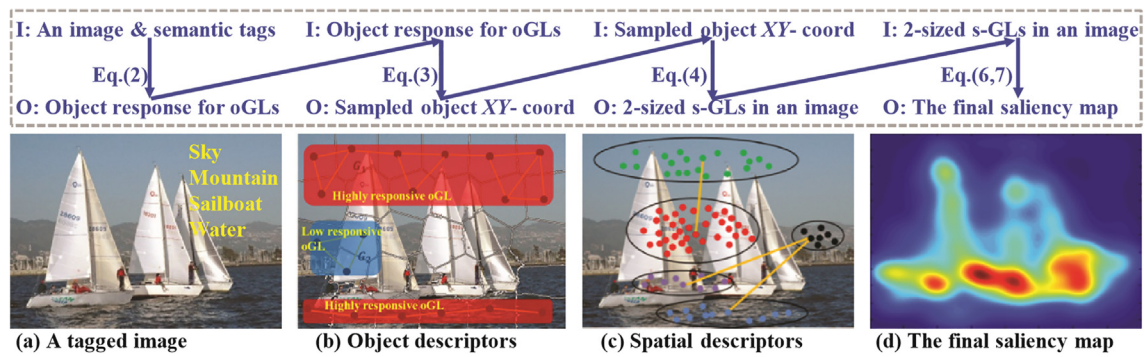 I: An image & semantic tags
I: Object response for oGLs
I: Sampled object XY- coord
I: 2-sized s-GLs in an image
Eq.(2)
Eq.(3)
Eq.(4)
Eq.(6,7)
O: Object response for oGLs
O: Sampled object XY- coord
O: 2-sized s-GLs in an image
O: The final saliency map
Sky
Mountain
Sailboat
Water
Highly responsive oGL
Low responsive
oGL
Highly responsive oGL
(a) A tagged image
(b) Object descriptors
(c) Spatial descriptors
(d) The final saliency map